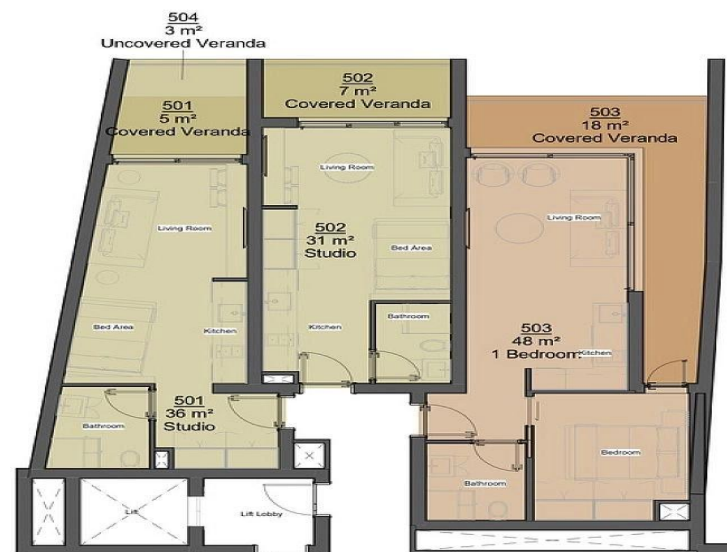 504
3 m²
Uncovered Veranda
501
5 m²
Covered Veranda
502
7 m²
Covered Veranda
503
18 m²
Covered Veranda
Living Room
Living Room
Living Room
502
31 m²
Studio
Bed Area
Bed Area
Kitchen
Kitchen
Bathroom
503
48 m²
1 Bedroom
Kitchen
501
36 m²
Studio
Bathroom
Bedroom
Bathroom
Lift
Lift Lobby